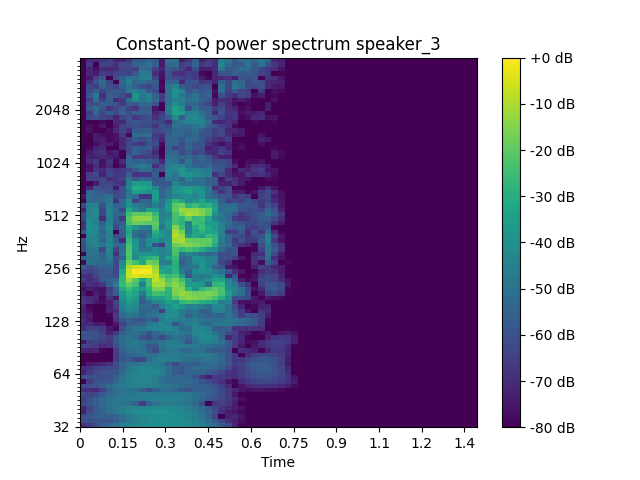 Constant-Q power spectrum speaker_3
+0 dB
2048
-10 dB
1024
-20 dB
512
-30 dB
Hz
-40 dB
256
-50 dB
128
-60 dB
64
-70 dB
32
-80 dB
0 0.15 0.3 0.45 0.6 0.75 0.9 1.1 1.2 1.4
Time